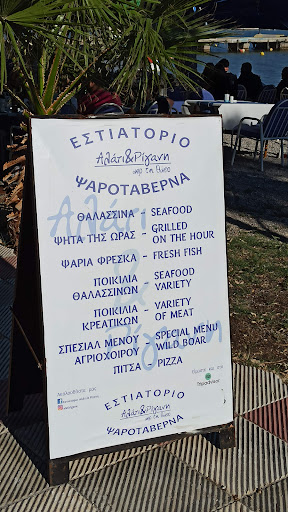 ΕΣΤΙΑΤΟΡΙΟ
Αλάτι&Ρίγανη
ΨΑΡΟΤΑΒΕΡΝΑ
ΘΑΛΑΣΣΙΝΑ - SEAFOOD
ΨΗΤΑ ΤΗΣ ΩΡΑΣ - GRILLED
ON THE HOUR
ΨΑΡΙΑ ΦΡΕΣΚΑ - FRESH FISH
ΠΟΙΚΙΛΙΑ - SEAFOOD
ΘΑΛΑΣΣΙΝΩΝ VARIETY
ΠΟΙΚΙΛΙΑ - VARIETY
ΚΡΕΑΤΙΚΩΝ OF MEAT
ΣΠΕΣΙΑΛ ΜΕΝΟΥ - SPECIAL MENU
ΑΓΡΙΟΧΟΙΡΟΥ WILD BOAR
ΠΙΤΣΑ - PIZZA
ΕΣΤΙΑΤΟΡΙΟ
Αλάτι&Ρίγανη
ΨΑΡΟΤΑΒΕΡΝΑ